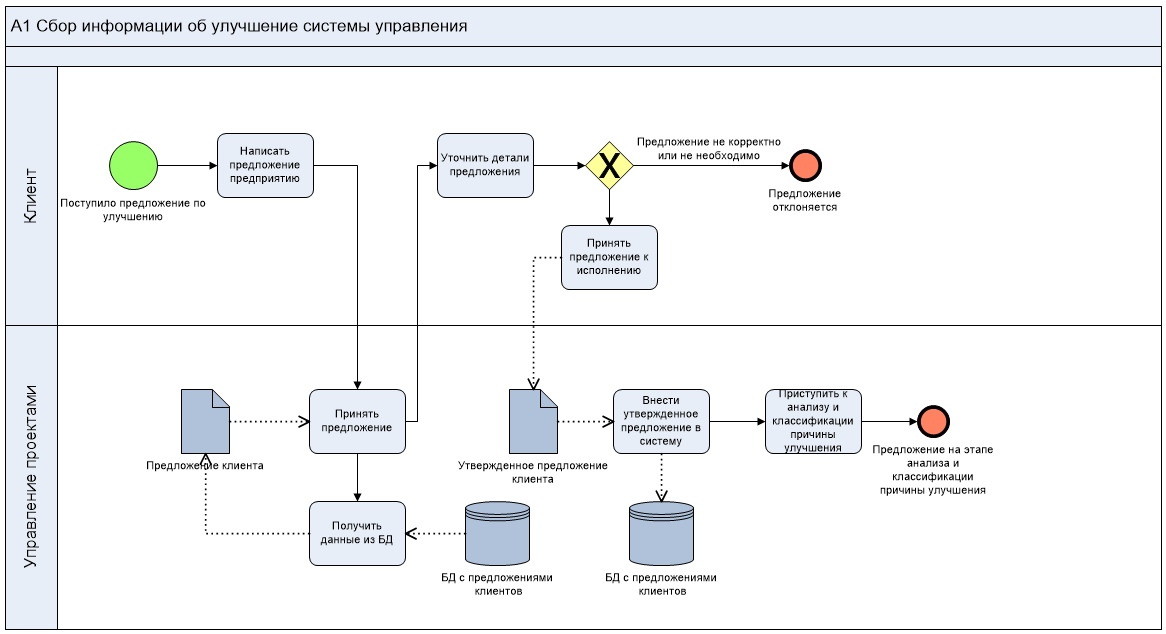 A1 Сбор информации об улучшение системы управления
Клиент
Поступило предложение по
улучшению
Написать
предложение
предприятию
Уточнить детали
предложения
X
Предложение не корректно
или не необходимо
Предложение
отклоняется
Принять
предложение к
исполнению
Управление проектами
Предложение клиента
Принять
предложение
Получить
данные из БД
БД с предложениями
клиентов
Утвержденное предложение
клиента
Внести
утвержденное
предложение в
систему
БД с предложениями
клиентов
Приступить к
анализу и
классификации
причины
улучшения
Предложение на этапе
анализа и
классификации
причины улучшения